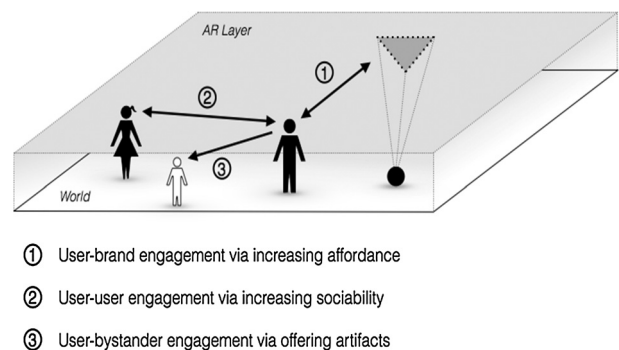 AR Layer
①
②
③
World
① User-brand engagement via increasing affordance
② User-user engagement via increasing sociability
③ User-bystander engagement via offering artifacts